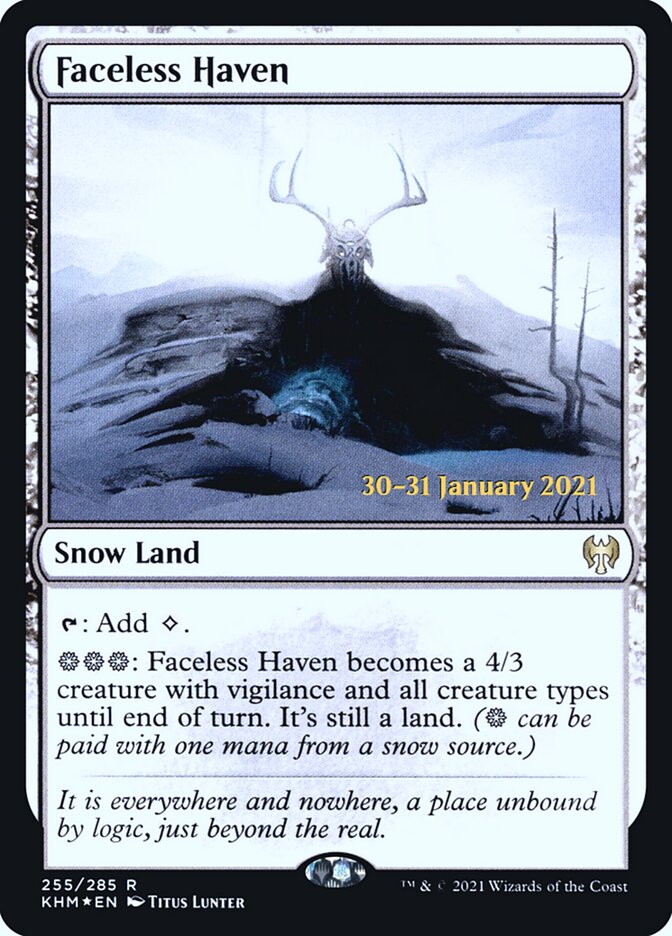 Faceless Haven
30–31 January 2021
Snow Land
: Add .
: Faceless Haven becomes a 4/3
creature with vigilance and all creature types
until end of turn. It's still a land. ( can be
paid with one mana from a snow source.)
It is everywhere and nowhere, a place unbound
by logic, just beyond the real.
255/285 R
KHM★EN Titus Lunter
™ & © 2021 Wizards of the Coast